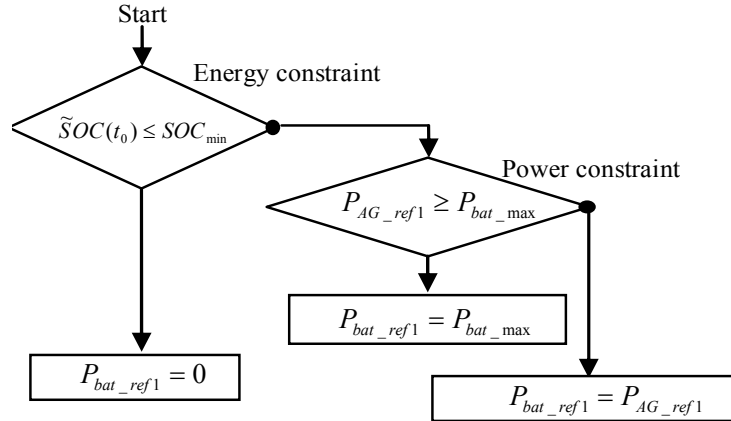 Start
Energy constraint
S̃OC(t₀) ≤ SOC_min
Power constraint
P_AG_ref1 ≥ P_bat_max
P_bat_ref1 = P_bat_max
P_bat_ref1 = 0
P_bat_ref1 = P_AG_ref1